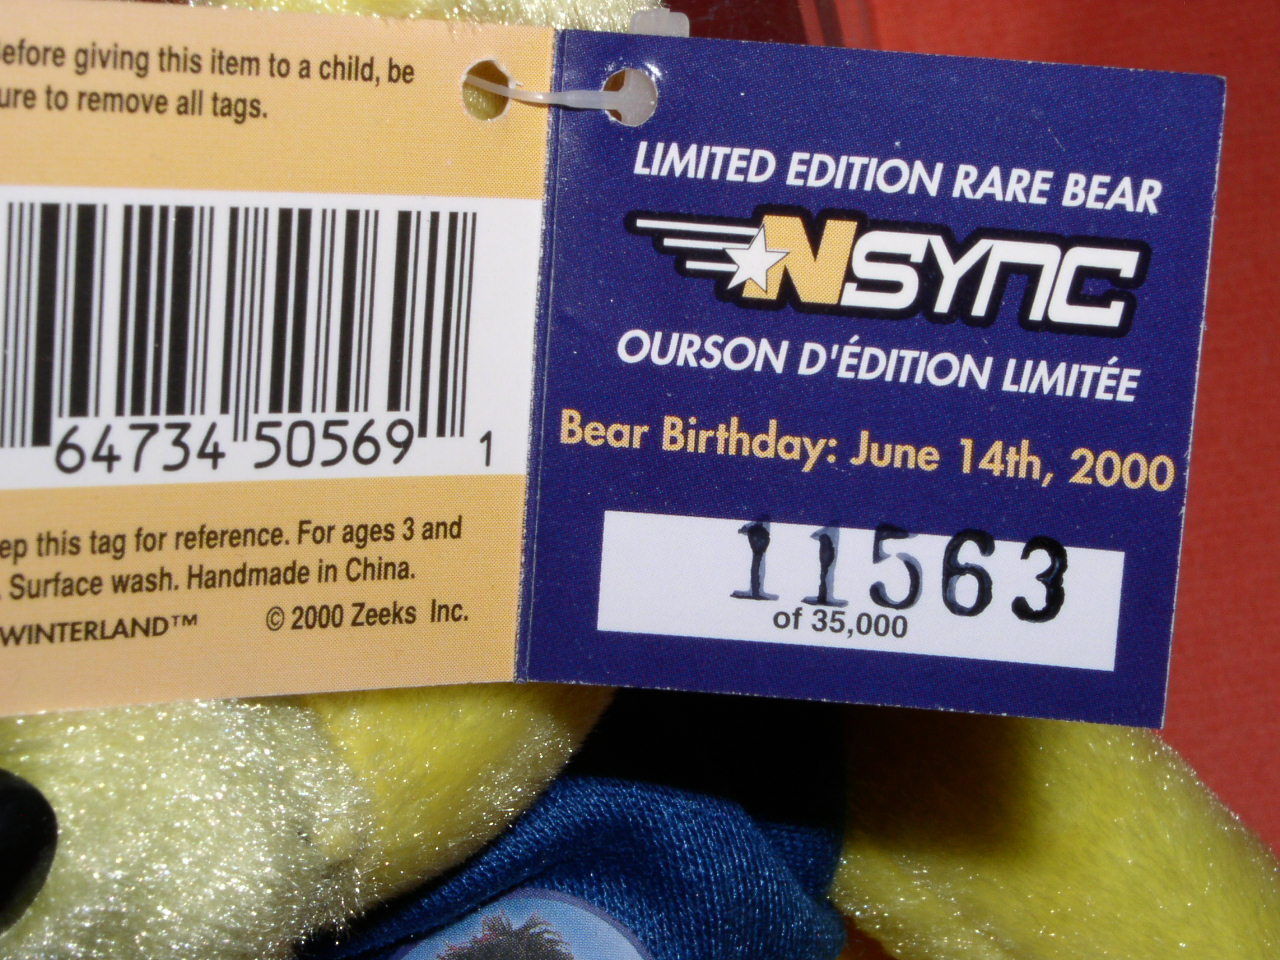 efore giving this item to a child, be
ure to remove all tags.
64734 50569 1
ep this tag for reference. For ages 3 and
. Surface wash. Handmade in China.
WINTERLAND™ © 2000 Zeeks Inc.
LIMITED EDITION RARE BEAR
NSYNC
OURSON D'ÉDITION LIMITÉE
Bear Birthday: June 14th, 2000
11563
of 35,000